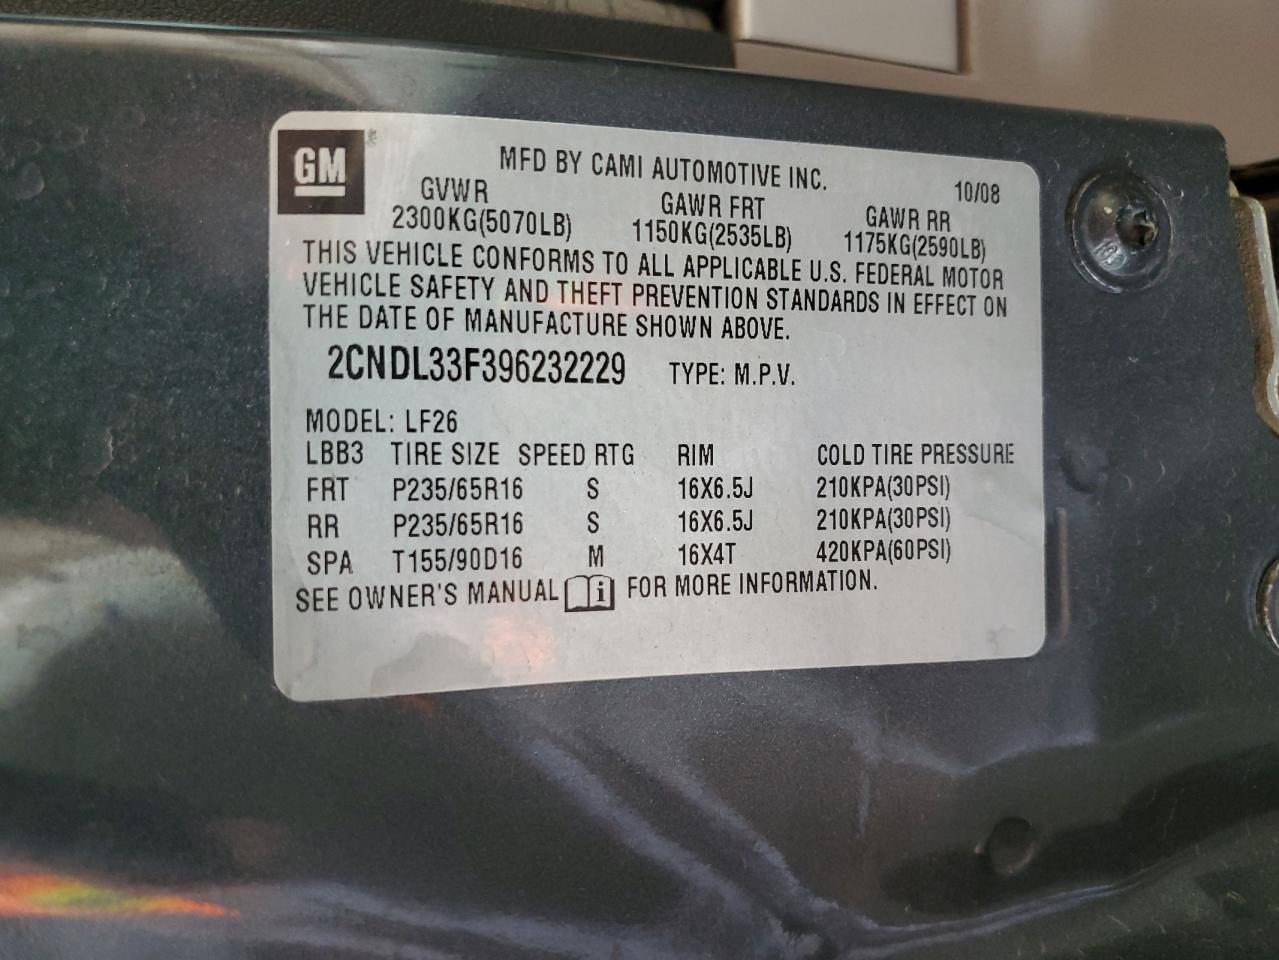 GM
MFD BY CAMI AUTOMOTIVE INC.
10/08
GVWR GAWR FRT GAWR RR
2300KG(5070LB) 1150KG(2535LB) 1175KG(2590LB)
THIS VEHICLE CONFORMS TO ALL APPLICABLE U.S. FEDERAL MOTOR
VEHICLE SAFETY AND THEFT PREVENTION STANDARDS IN EFFECT ON
THE DATE OF MANUFACTURE SHOWN ABOVE.
2CNDL33F396232229 TYPE: M.P.V.
MODEL: LF26
LBB3 TIRE SIZE SPEED RTG RIM COLD TIRE PRESSURE
FRT P235/65R16 S 16X6.5J 210KPA(30PSI)
RR P235/65R16 S 16X6.5J 210KPA(30PSI)
SPA T155/90D16 M 16X4T 420KPA(60PSI)
SEE OWNER'S MANUAL i FOR MORE INFORMATION.